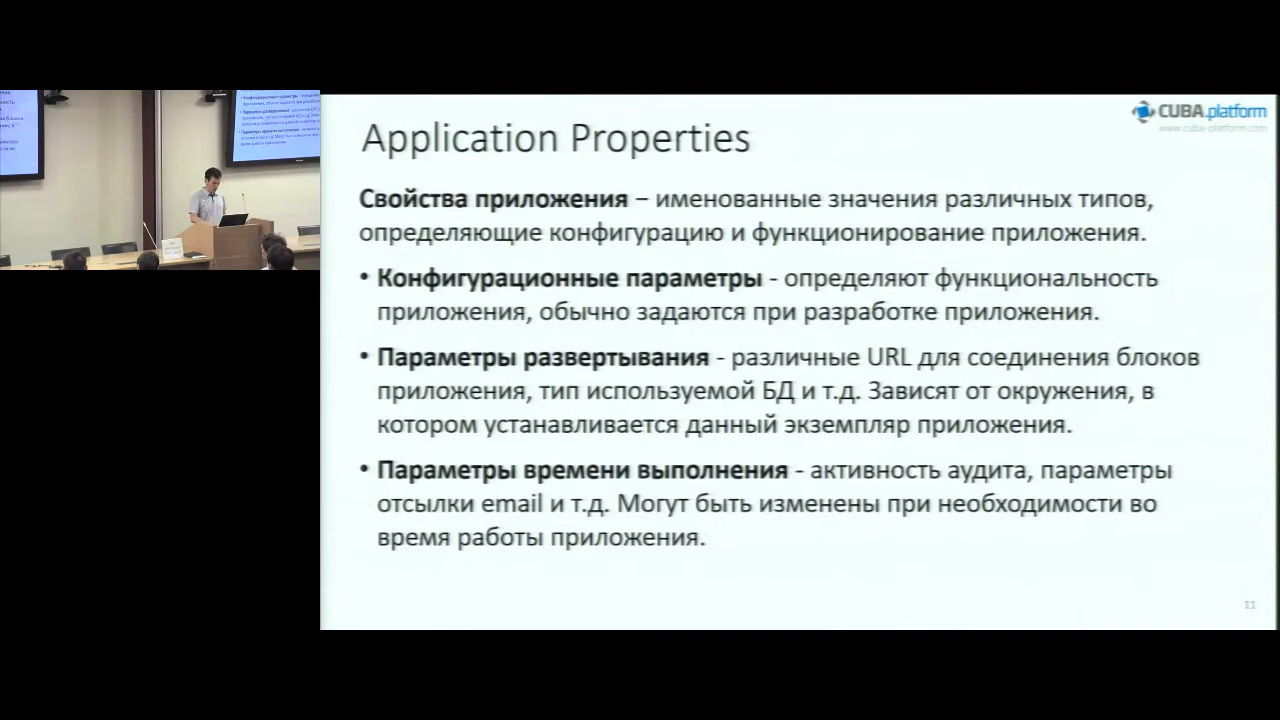 Application Properties
CUBA.platform
www.cuba-platform.com
Свойства приложения – именованные значения различных типов,
определяющие конфигурацию и функционирование приложения.
• Конфигурационные параметры - определяют функциональность
приложения, обычно задаются при разработке приложения.
• Параметры развертывания - различные URL для соединения блоков
приложения, тип используемой БД и т.д. Зависят от окружения, в
котором устанавливается данный экземпляр приложения.
• Параметры времени выполнения - активность аудита, параметры
отсылки email и т.д. Могут быть изменены при необходимости во
время работы приложения.
11